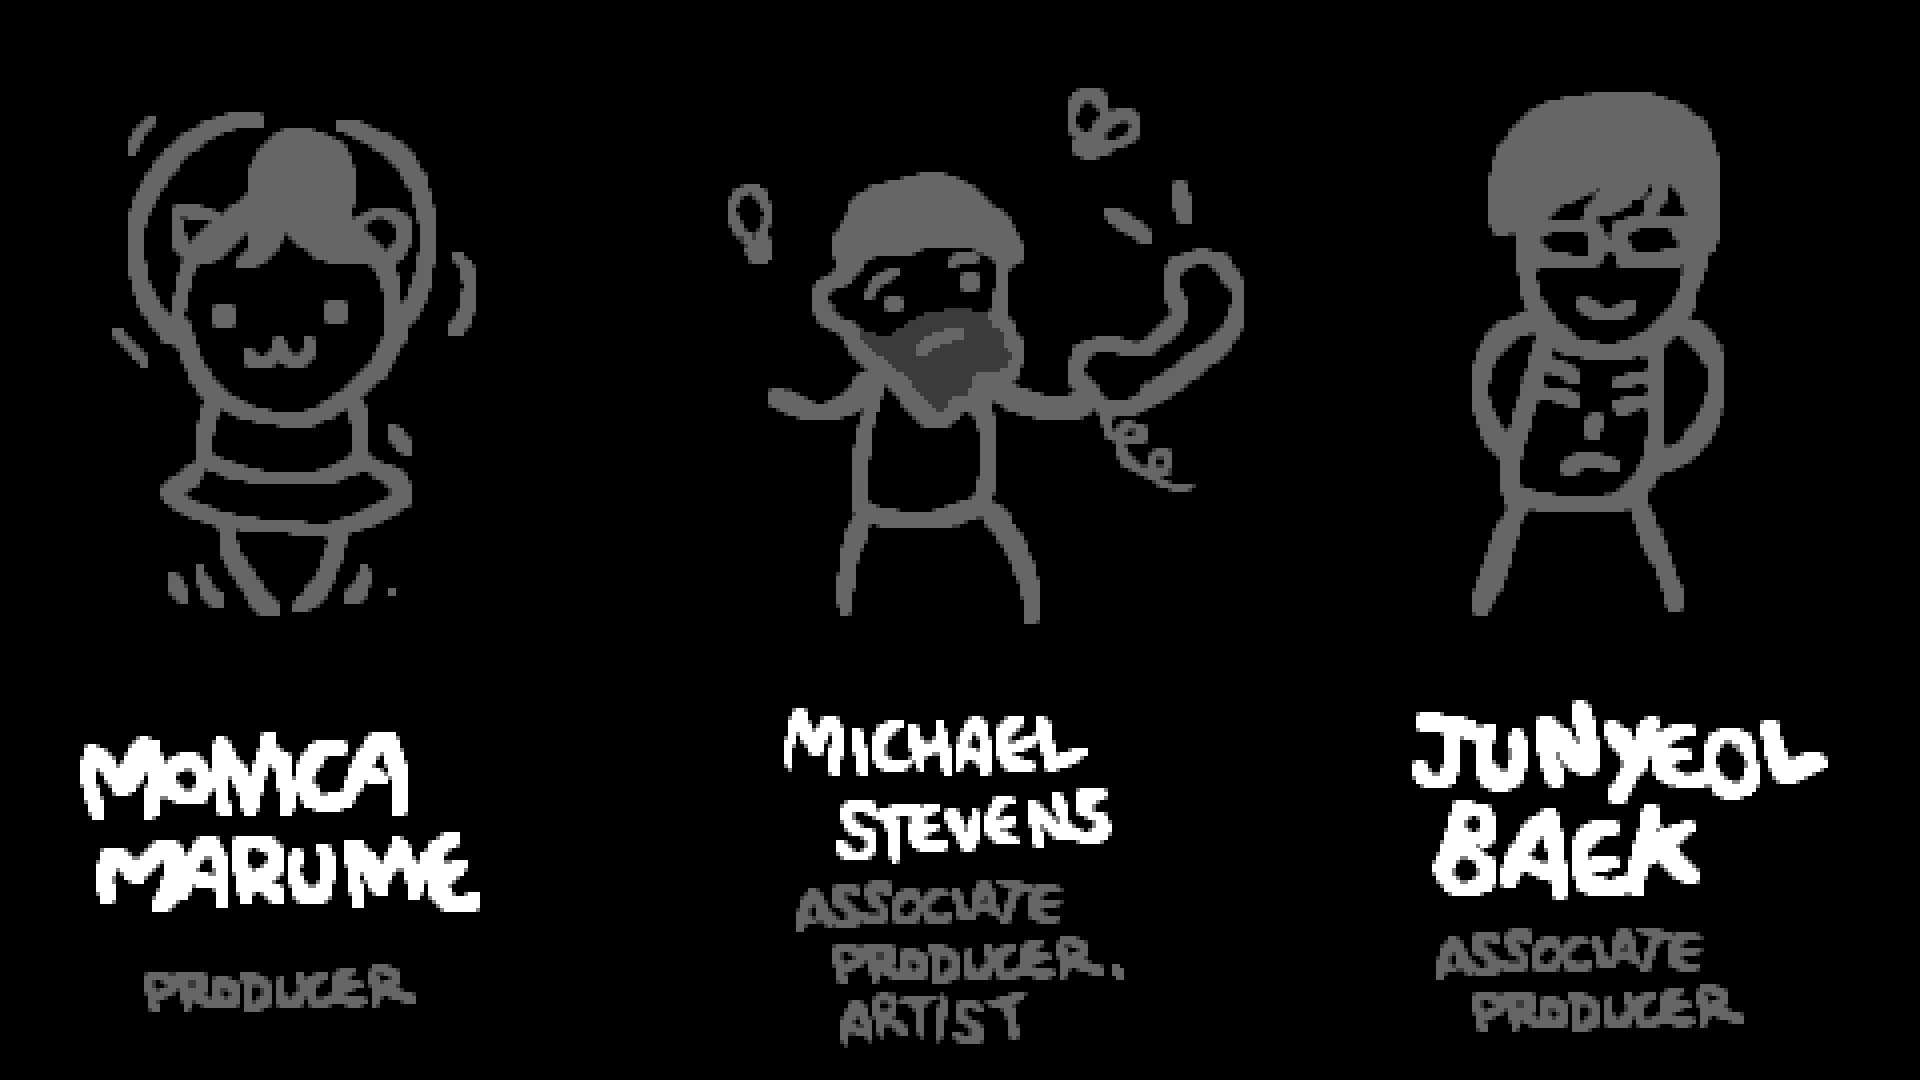 MONICA
MARUME
PRODUCER
MICHAEL
STEVENS
ASSOCIATE
PRODUCER.
ARTIST
JUNYEOL
BAEK
ASSOCIATE
PRODUCER